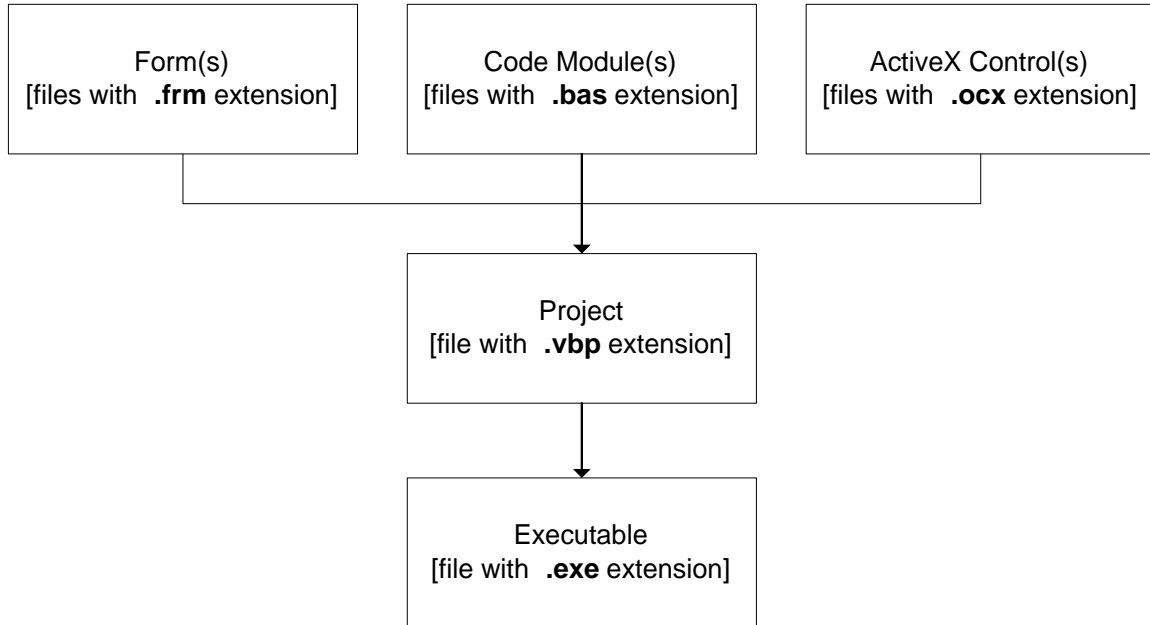 Form(s)
[files with .frm extension]
Code Module(s)
[files with .bas extension]
ActiveX Control(s)
[files with .ocx extension]
Project
[file with .vbp extension]
Executable
[file with .exe extension]